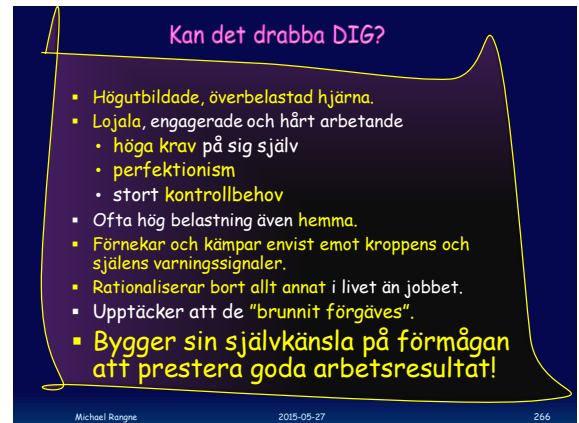 Kan det drabba DIG?
▪ Högutbildade, överbelastad hjärna.
▪ Lojala, engagerade och hårt arbetande
• höga krav på sig själv
• perfektionism
• stort kontrollbehov
▪ Ofta hög belastning även hemma.
▪ Förnekar och kämpar envist emot kroppens och
själens varningssignaler.
▪ Rationaliserar bort allt annat i livet än jobbet.
▪ Upptäcker att de ”brunnit förgäves”.
▪ Bygger sin självkänsla på förmågan
att prestera goda arbetsresultat!
Michael Rangne 2015-05-27 266